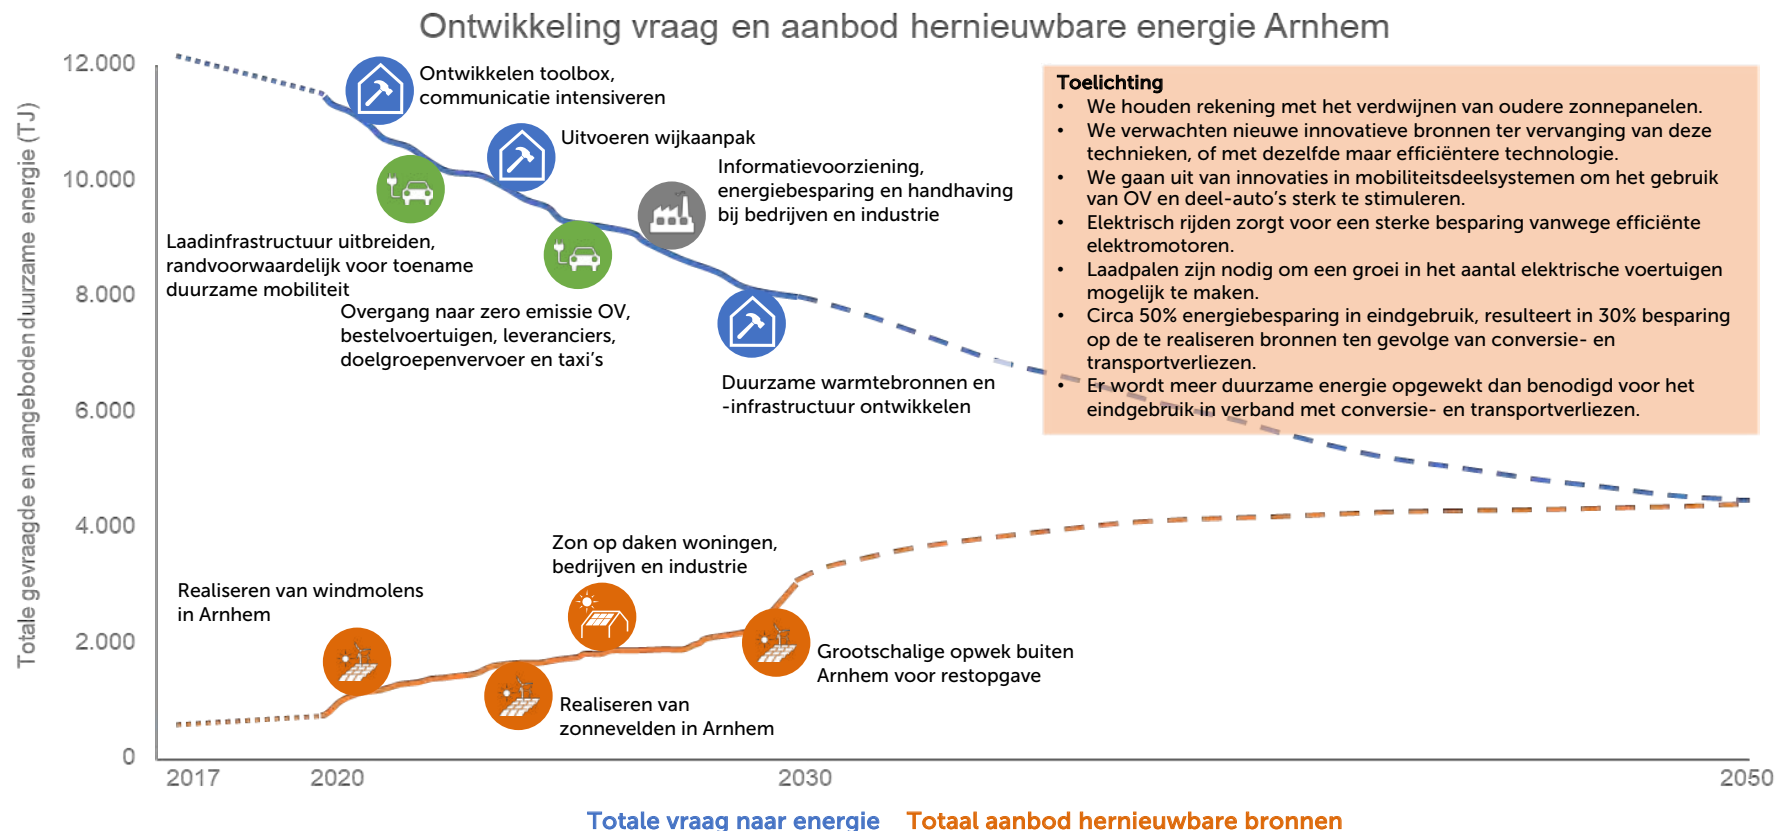 Ontwikkeling vraag en aanbod hernieuwbare energie Arnhem
Totale gevraagde en aangeboden duurzame energie (TJ)
12.000
10.000
8.000
6.000
4.000
2.000
0
2017
2020
2030
2050
Ontwikkelen toolbox,
communicatie intensiveren
Uitvoeren wijkaanpak
Informatievoorziening,
energiebesparing en handhaving
bij bedrijven en industrie
Laadinfrastructuur uitbreiden,
randvoorwaardelijk voor toename
duurzame mobiliteit
Overgang naar zero emissie OV,
bestelvoertuigen, leveranciers,
doelgroepenvervoer en taxi's
Duurzame warmtebronnen en
-infrastructuur ontwikkelen
Toelichting
• We houden rekening met het verdwijnen van oudere zonnepanelen.
• We verwachten nieuwe innovatieve bronnen ter vervanging van deze
technieken, of met dezelfde maar efficiëntere technologie.
• We gaan uit van innovaties in mobiliteitsdeelsystemen om het gebruik
van OV en deel-auto's sterk te stimuleren.
• Elektrisch rijden zorgt voor een sterke besparing vanwege efficiënte
elektromotoren.
• Laadpalen zijn nodig om een groei in het aantal elektrische voertuigen
mogelijk te maken.
• Circa 50% energiebesparing in eindgebruik, resulteert in 30% besparing
op de te realiseren bronnen ten gevolge van conversie- en
transportverliezen.
• Er wordt meer duurzame energie opgewekt dan benodigd voor het
eindgebruik in verband met conversie- en transportverliezen.
Zon op daken woningen,
bedrijven en industrie
Realiseren van windmolens
in Arnhem
Grootschalige opwek buiten
Arnhem voor restopgave
Realiseren van
zonnevelden in Arnhem
Totale vraag naar energie
Totaal aanbod hernieuwbare bronnen